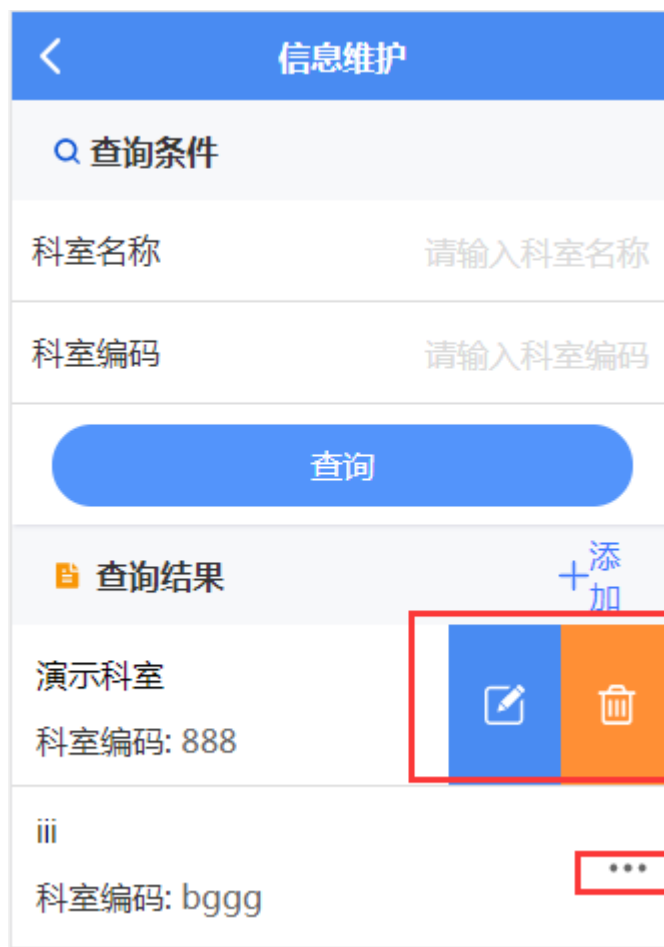 信息维护
查询条件
科室名称 请输入科室名称
科室编码 请输入科室编码
查询
查询结果 添
加
演示科室
科室编码: 888
iii
科室编码: bggg